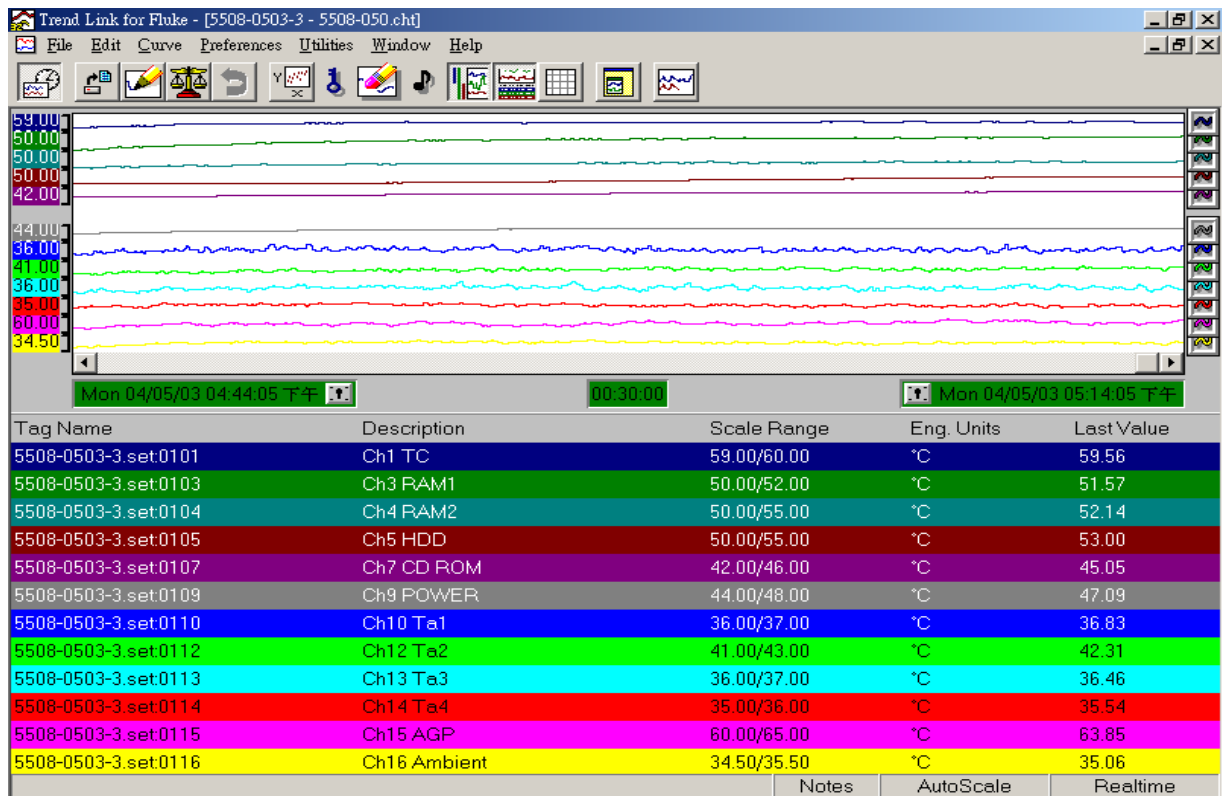 Trend Link for Fluke - [5508-0503-3 - 5508-050.cht]
File Edit Curve Preferences Utilities Window Help
Y
X
59.00
50.00
50.00
50.00
42.00
44.00
36.00
41.00
36.00
35.00
60.00
34.50
Mon 04/05/03 04:44:05 下午 00:30:00 Mon 04/05/03 05:14:05 下午
Tag Name Description Scale Range Eng. Units Last Value
5508-0503-3.set:0101 Ch1 TC 59.00/60.00 °C 59.56
5508-0503-3.set:0103 Ch3 RAM1 50.00/52.00 °C 51.57
5508-0503-3.set:0104 Ch4 RAM2 50.00/55.00 °C 52.14
5508-0503-3.set:0105 Ch5 HDD 50.00/55.00 °C 53.00
5508-0503-3.set:0107 Ch7 CD ROM 42.00/46.00 °C 45.05
5508-0503-3.set:0109 Ch9 POWER 44.00/48.00 °C 47.09
5508-0503-3.set:0110 Ch10 Ta1 36.00/37.00 °C 36.83
5508-0503-3.set:0112 Ch12 Ta2 41.00/43.00 °C 42.31
5508-0503-3.set:0113 Ch13 Ta3 36.00/37.00 °C 36.46
5508-0503-3.set:0114 Ch14 Ta4 35.00/36.00 °C 35.54
5508-0503-3.set:0115 Ch15 AGP 60.00/65.00 °C 63.85
5508-0503-3.set:0116 Ch16 Ambient 34.50/35.50 °C 35.06
Notes AutoScale Realtime